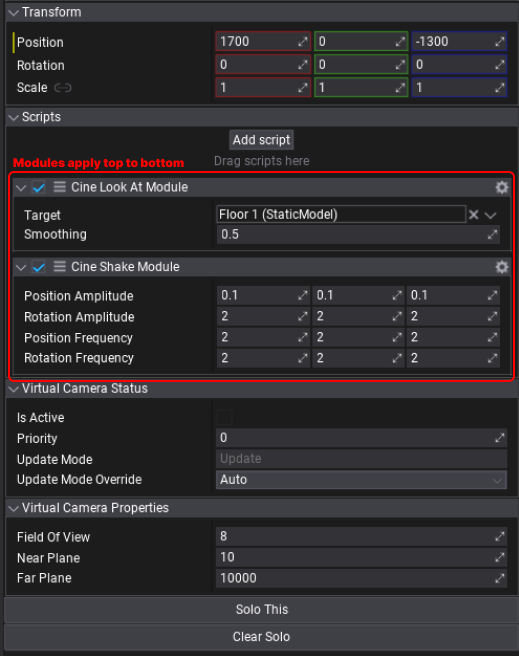 Transform
Position 1700 0 -1300
Rotation 0 0 0
Scale 1 1 1
Scripts
Add script
Modules apply top to bottom Drag scripts here
Cine Look At Module
Target Floor 1 (StaticModel)
Smoothing 0.5
Cine Shake Module
Position Amplitude 0.1 0.1 0.1
Rotation Amplitude 2 2 2
Position Frequency 2 2 2
Rotation Frequency 2 2 2
Virtual Camera Status
Is Active
Priority 0
Update Mode Update
Update Mode Override Auto
Virtual Camera Properties
Field Of View 8
Near Plane 10
Far Plane 10000
Solo This
Clear Solo